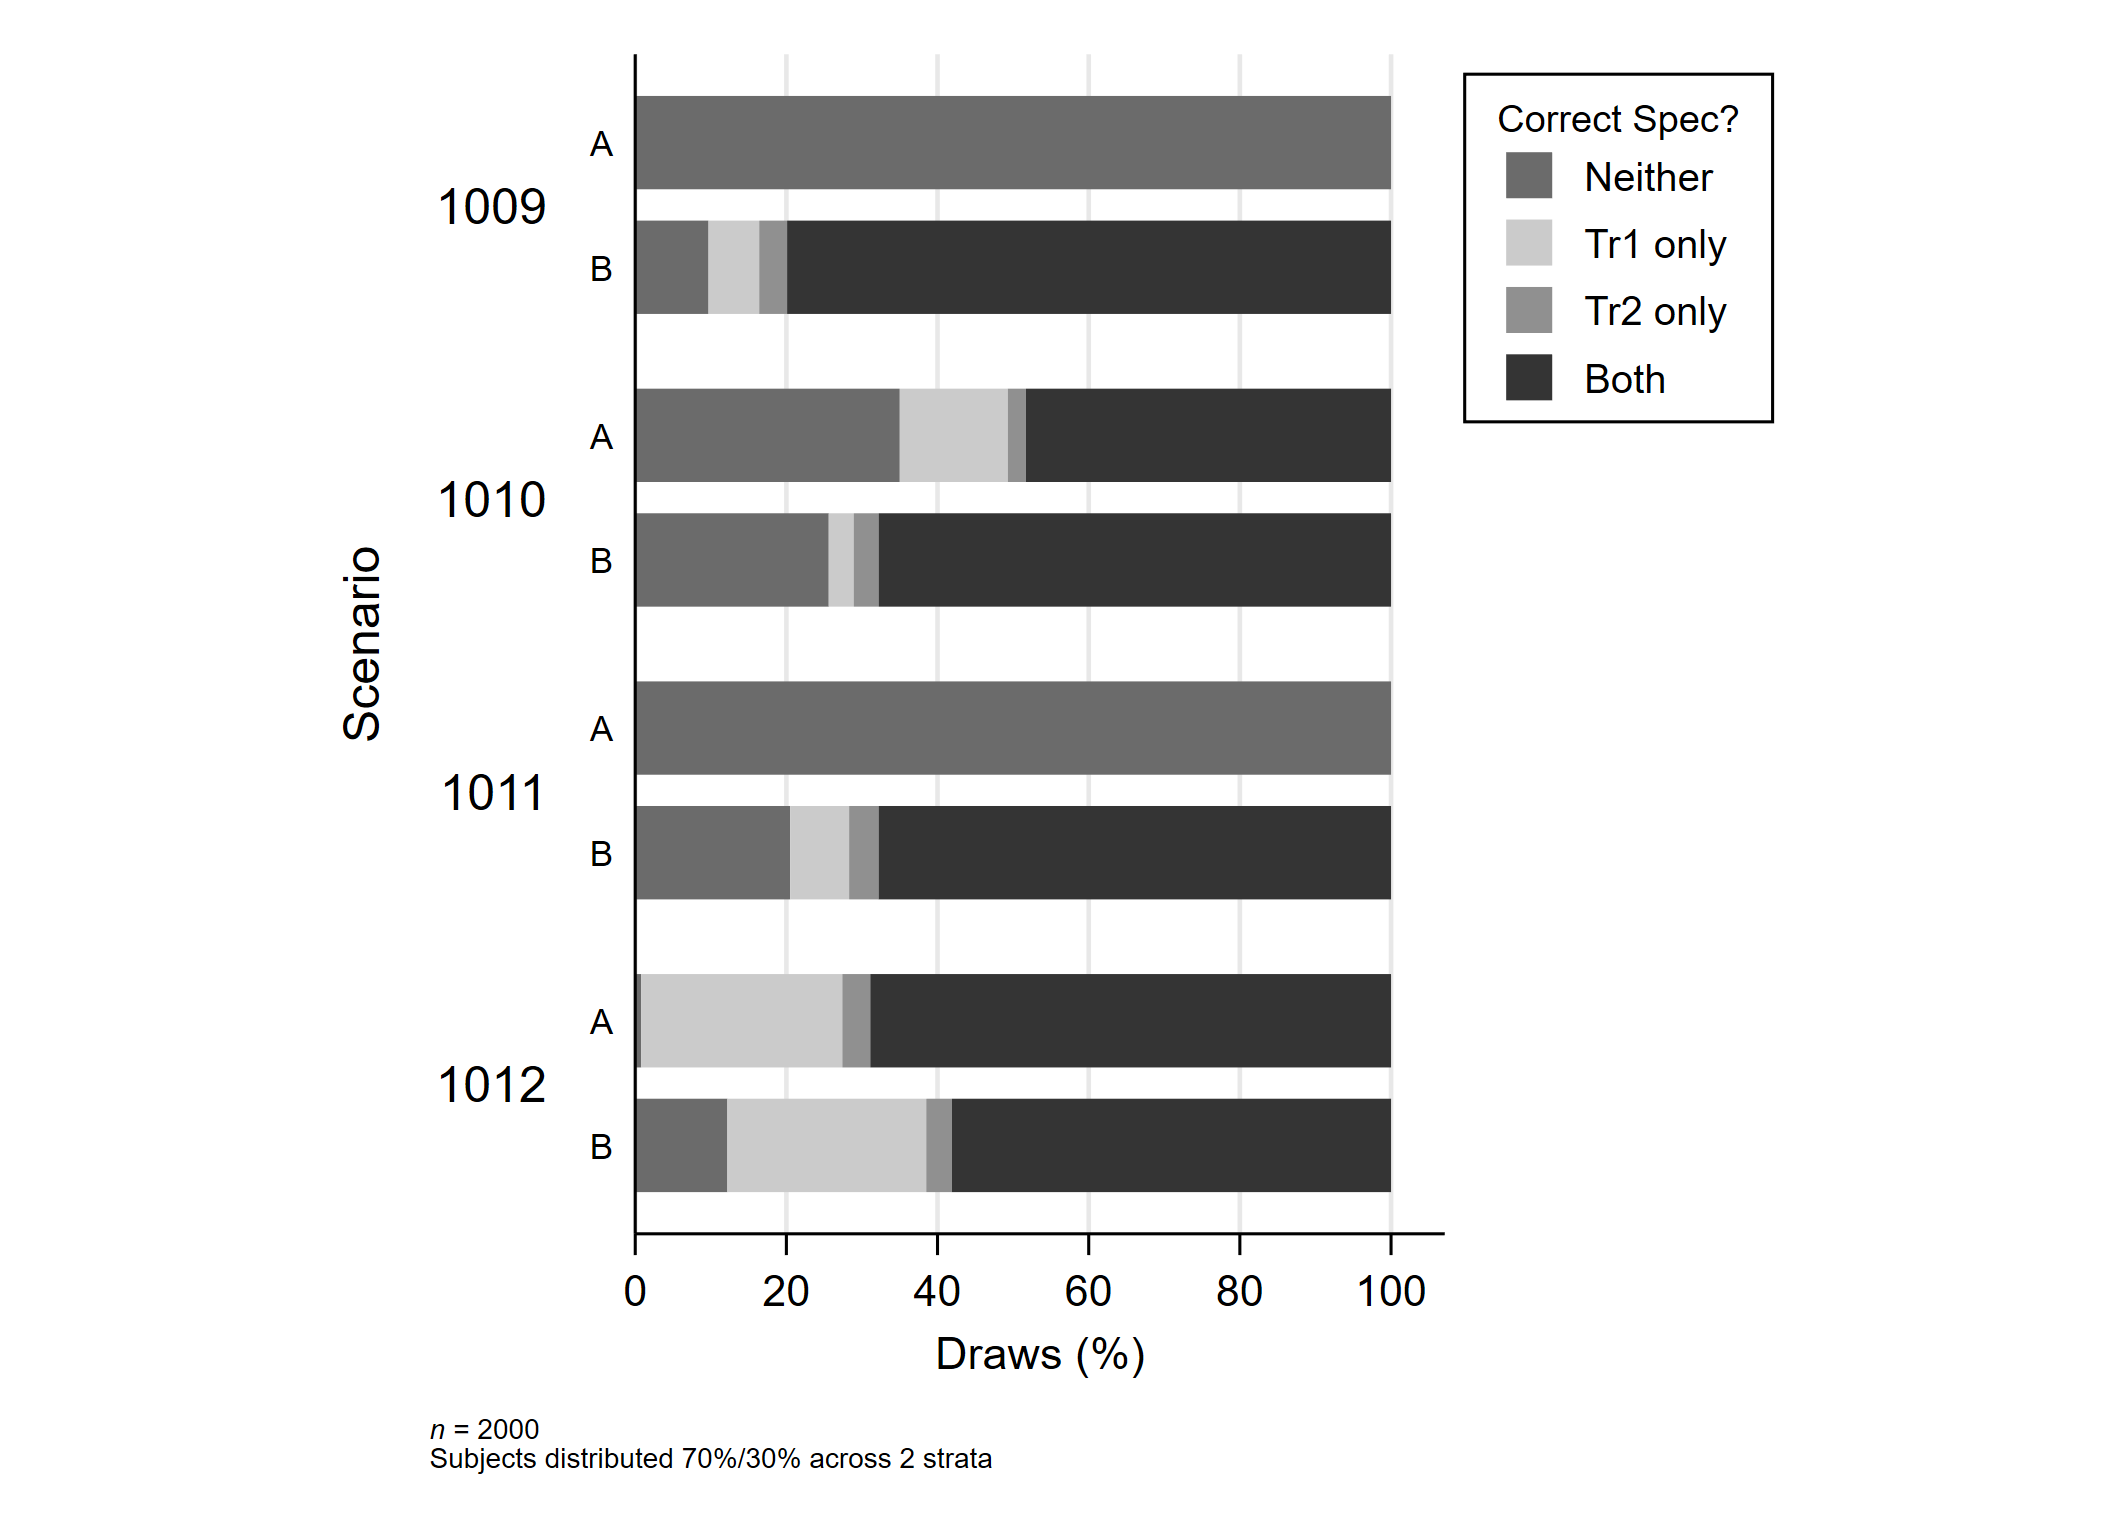 Correct Spec?
Neither
Tr1 only
Tr2 only
Both
Scenario
1009
A
B
1010
A
B
1011
A
B
1012
A
B
0 20 40 60 80 100
Draws (%)
n = 2000
Subjects distributed 70%/30% across 2 strata